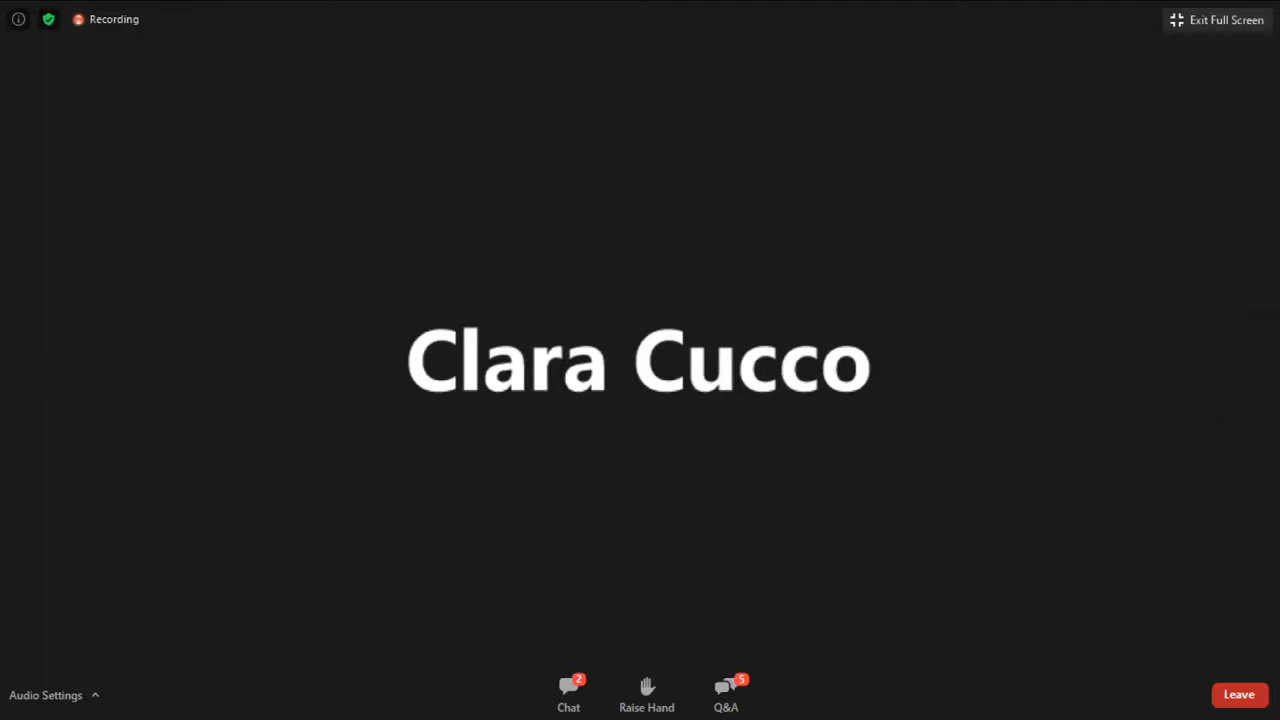 Recording
Exit Full Screen
Clara Cucco
Audio Settings
2
Chat
Raise Hand
5
Q&A
Leave